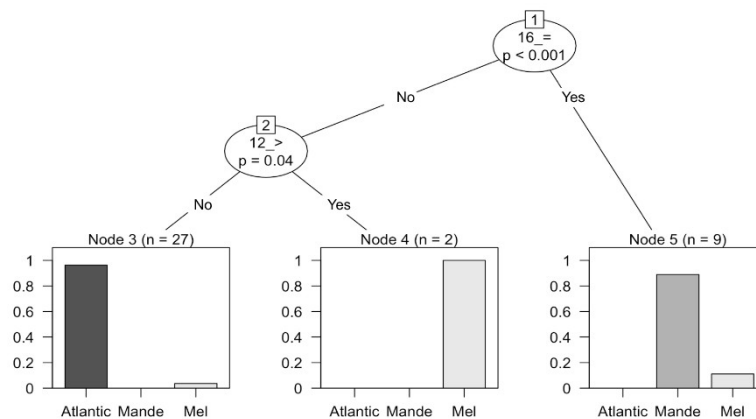 1
16_=
p < 0.001
No
Yes
2
12_>
p = 0.04
No
Yes
Node 3 (n = 27)
1
0.8
0.6
0.4
0.2
0
Atlantic Mande Mel
Node 4 (n = 2)
1
0.8
0.6
0.4
0.2
0
Atlantic Mande Mel
Node 5 (n = 9)
1
0.8
0.6
0.4
0.2
0
Atlantic Mande Mel